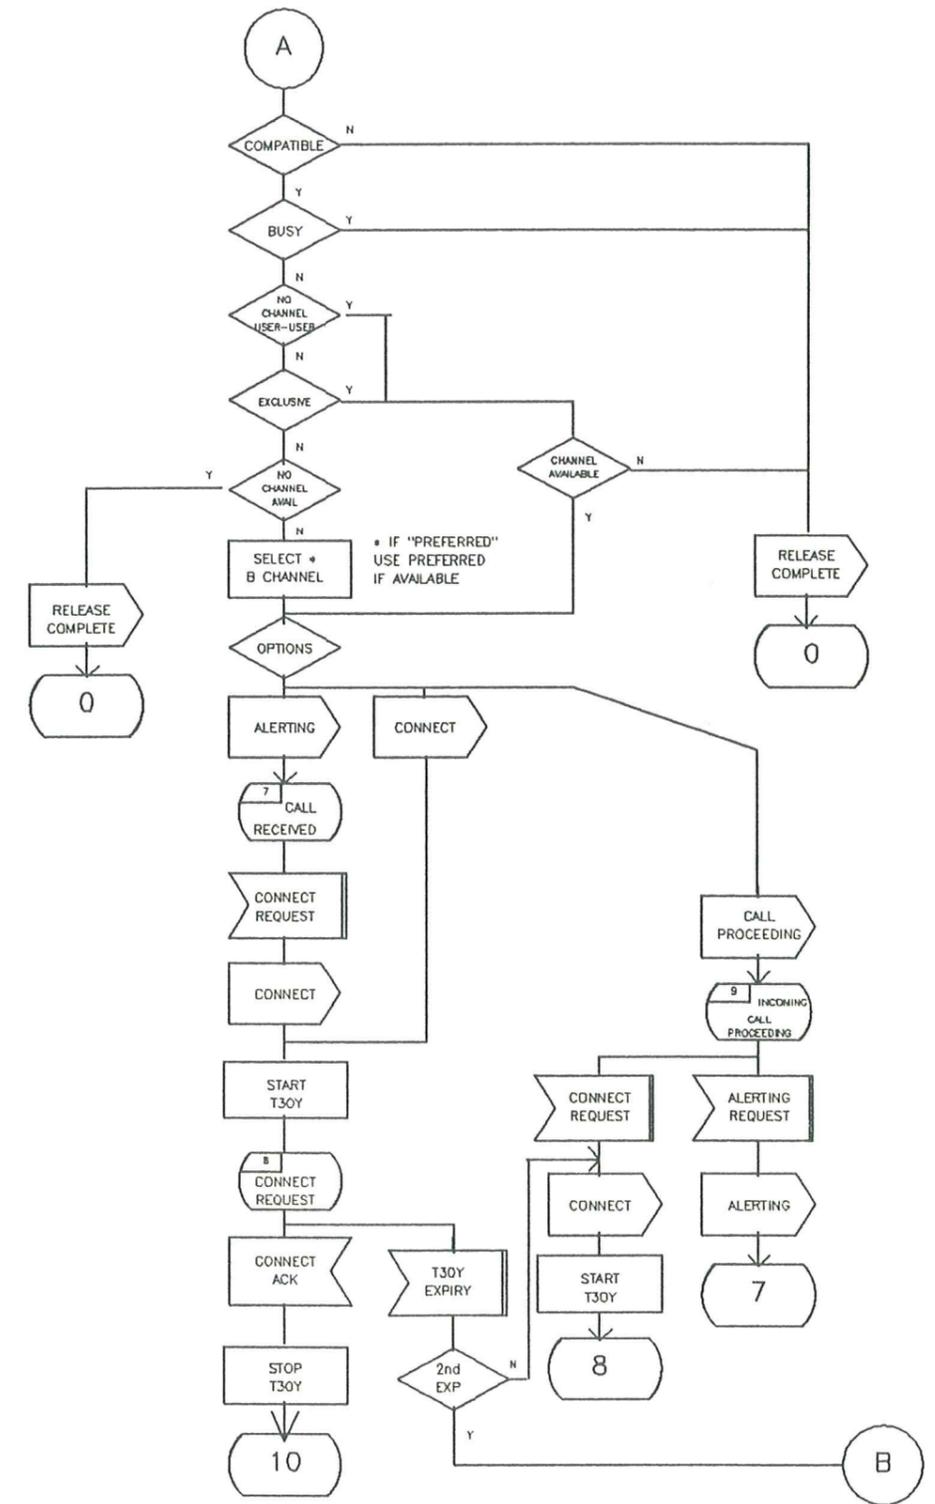 A
N
COMPATIBLE
Y
Y
BUSY
N
NO
CHANNEL
USER-USER
Y
N
EXCLUSIVE
Y
N
CHANNEL
AVAILABLE
N
Y
Y
NO
CHANNEL
AVAIL
N
SELECT *
B CHANNEL
* IF "PREFERRED"
USE PREFERRED
IF AVAILABLE
RELEASE
COMPLETE
0
RELEASE
COMPLETE
0
OPTIONS
ALERTING
CONNECT
7
CALL
RECEIVED
CONNECT
REQUEST
CONNECT
CALL
PROCEEDING
9
INCOMING
CALL
PROCEEDING
START
T30Y
CONNECT
REQUEST
ALERTING
REQUEST
8
CONNECT
REQUEST
CONNECT
ALERTING
CONNECT
ACK
T30Y
EXPIRY
START
T30Y
7
STOP
T30Y
2nd
EXP
N
8
Y
10
B